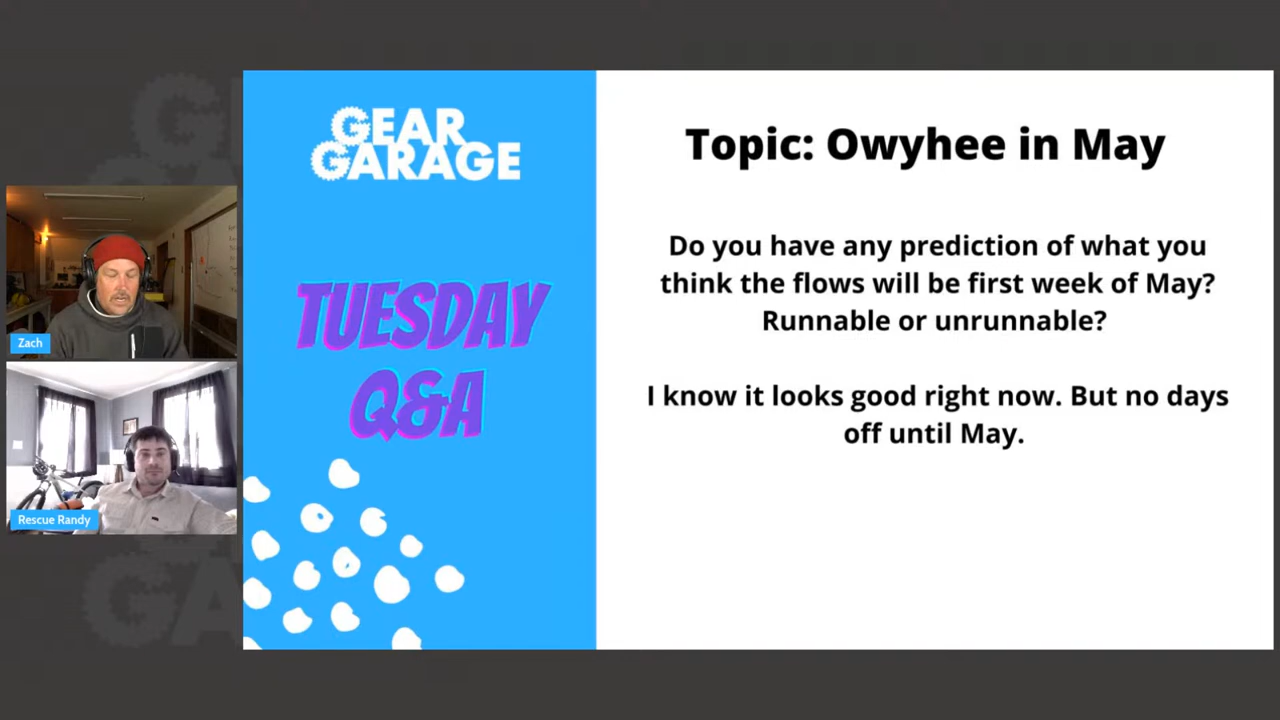 GEAR
GARAGE
TUESDAY
Q&A
Topic: Owyhee in May
Do you have any prediction of what you
think the flows will be first week of May?
Runnable or unrunnable?
I know it looks good right now. But no days
off until May.
Zach
Rescue Randy